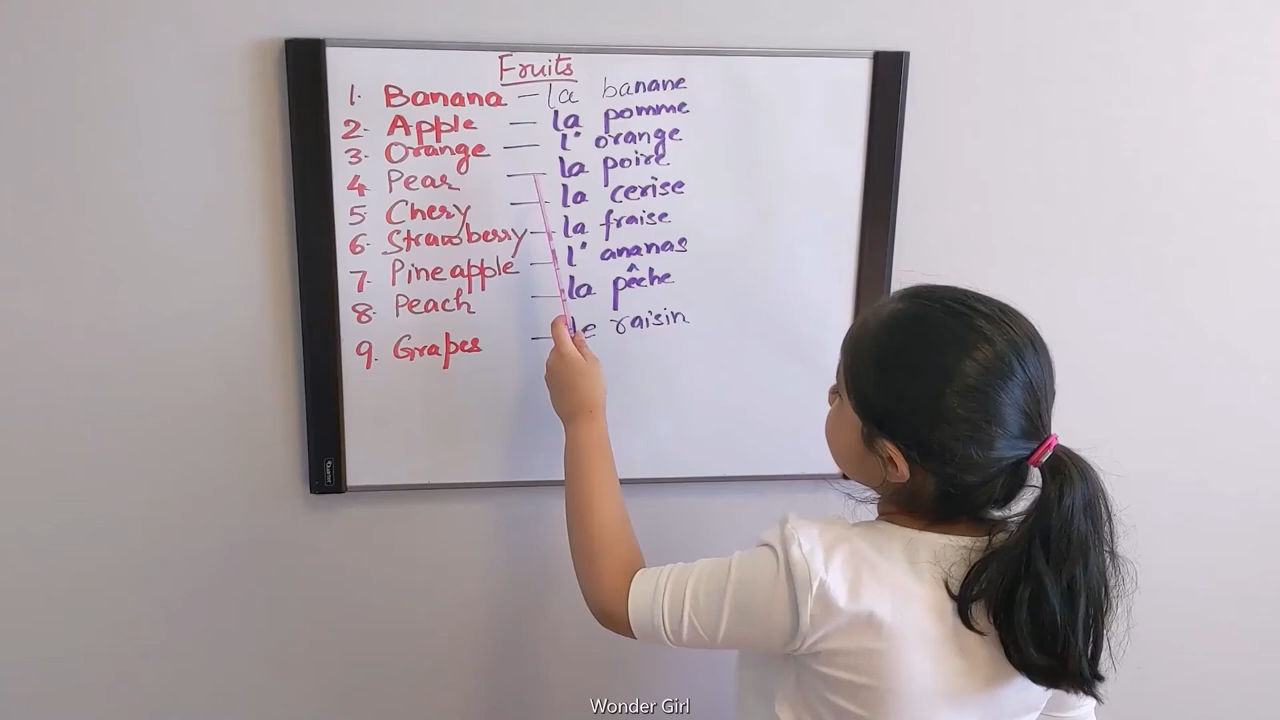 Fruits
1. Banana – la banane
2. Apple – la pomme
3. Orange – l' orange
4. Pear – la poire
5. Chery – la cerise
6. Strawberry – la fraise
7. Pineapple – l' ananas
8. Peach – la pêche
9. Grapes – le raisin
Quartet
Wonder Girl